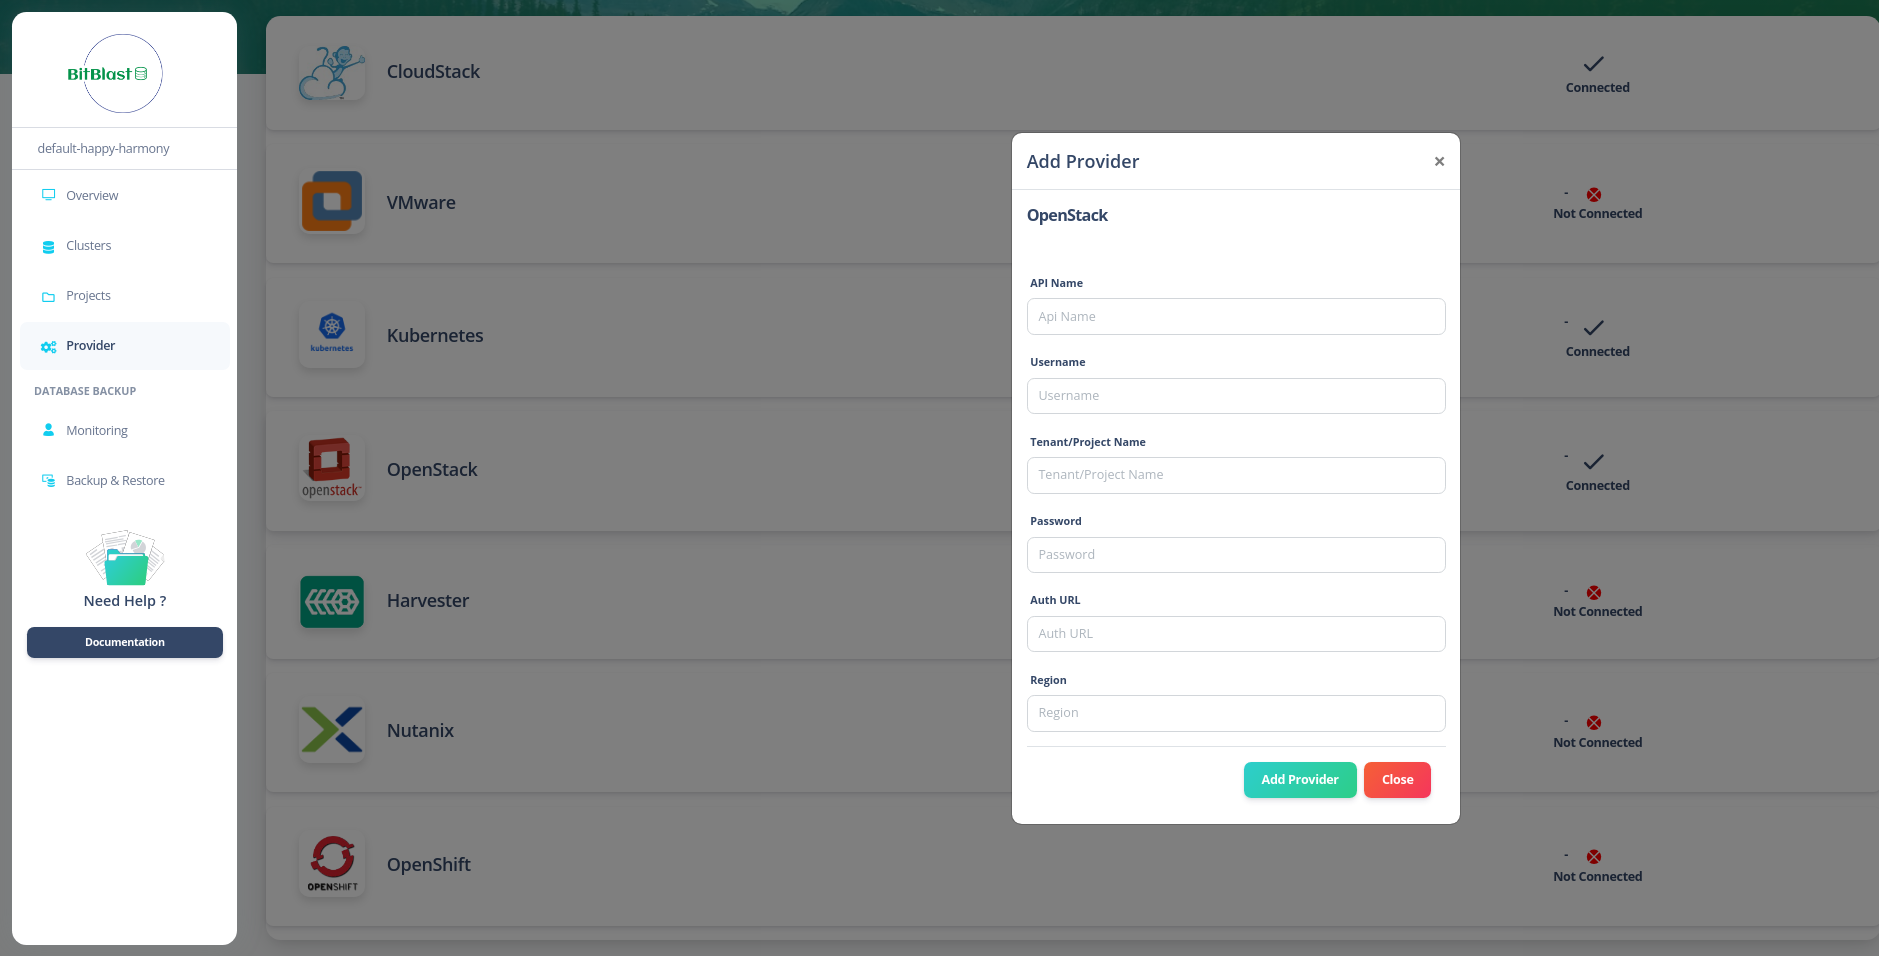 BitBlast
default-happy-harmony
Overview
Clusters
Projects
Provider
DATABASE BACKUP
Monitoring
Backup & Restore
Need Help ?
Documentation
CloudStack
Connected
VMware
-
Not Connected
kubernetes
Kubernetes
-
Connected
openstack
OpenStack
-
Connected
Harvester
-
Not Connected
Nutanix
-
Not Connected
OPENSHIFT
OpenShift
-
Not Connected
Add Provider ×
OpenStack
API Name
Api Name
Username
Username
Tenant/Project Name
Tenant/Project Name
Password
Password
Auth URL
Auth URL
Region
Region
Add Provider Close